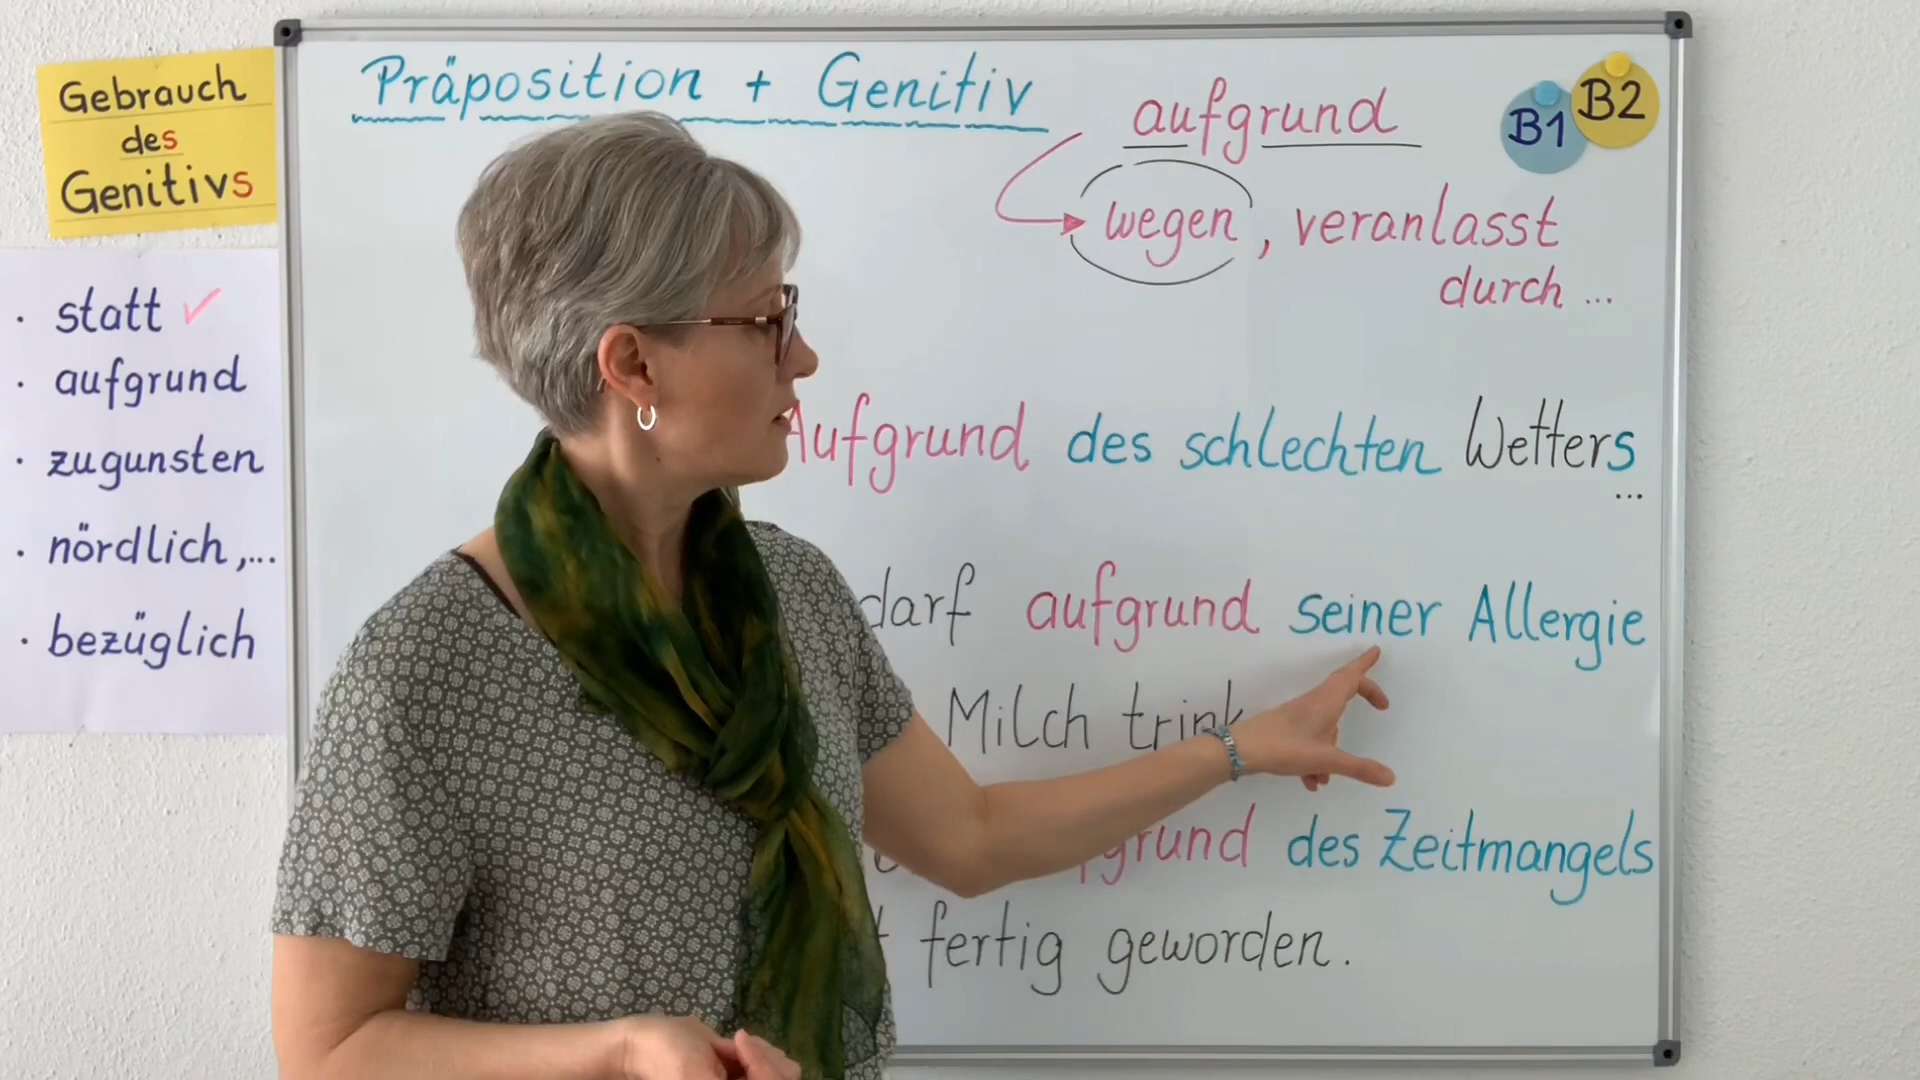 Gebrauch
des
Genitivs
· statt ✓
· aufgrund
· zugunsten
· nördlich,...
· bezüglich
Präposition + Genitiv
aufgrund
wegen, veranlasst
durch ...
B1
B2
Aufgrund des schlechten Wetters
...
darf aufgrund seiner Allergie
Milch
des Zeitmangels
fertig geworden.